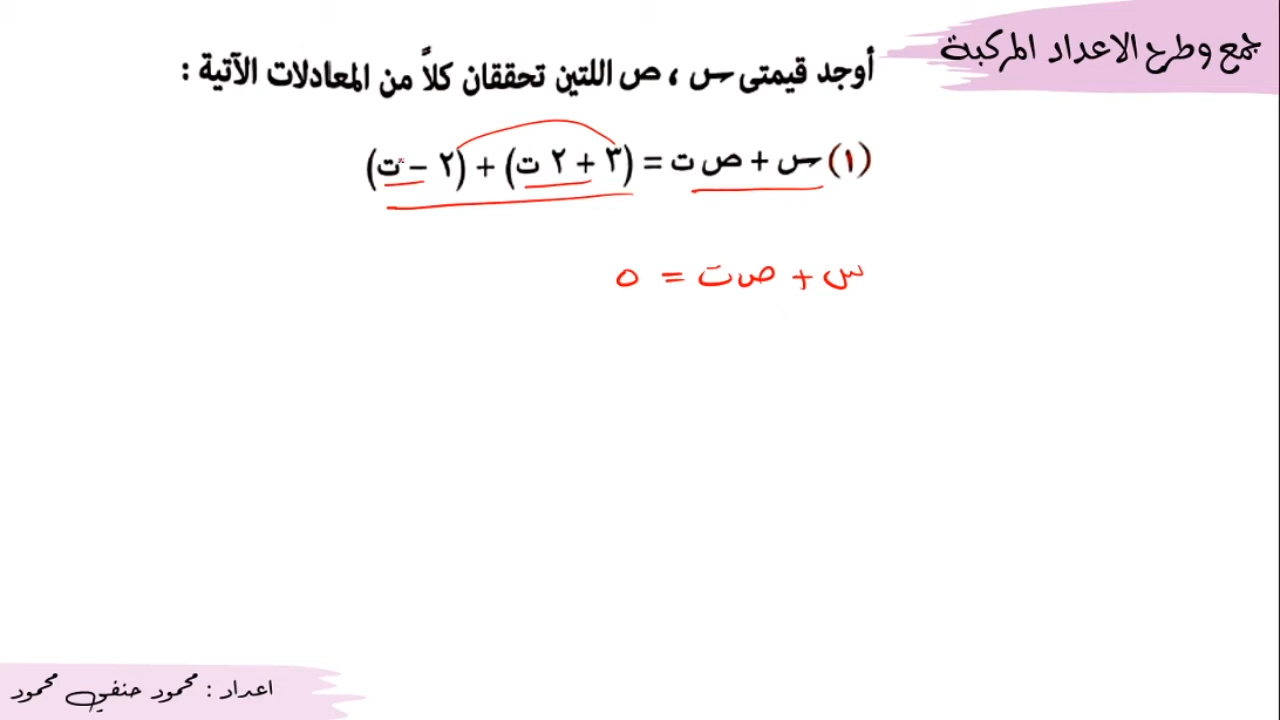 جمع وطرح الاعداد المركبة
أوجد قيمتى س ، ص اللتين تحققان كلاً من المعادلات الآتية :
(١) س + ص ت = (٣ + ٢ ت) + (٢ – ت)
س + ص ت = ٥
اعداد : محمود حنفي محمود